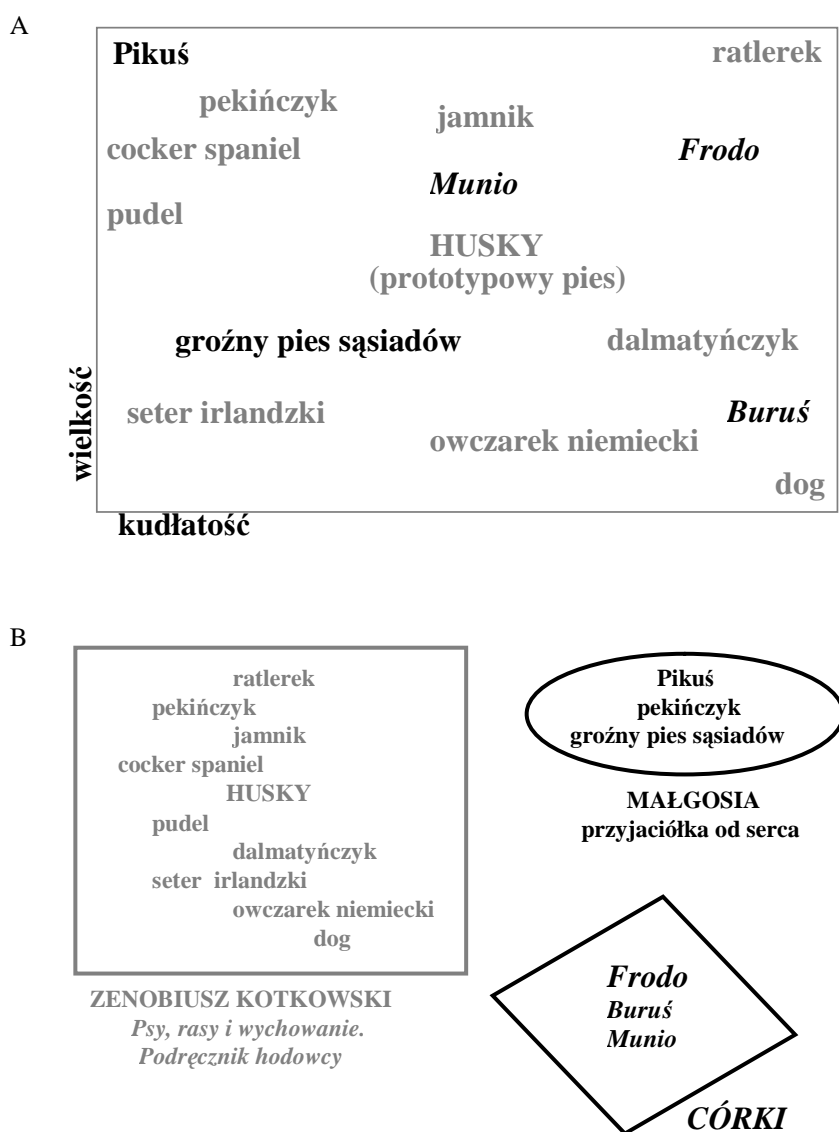 A
Pikuś
ratlerek
pekińczyk
jamnik
cocker spaniel
Frodo
Munio
pudel
HUSKY
(prototypowy pies)
groźny pies sąsiadów
dalmatyńczyk
wielkość
seter irlandzki
Buruś
owczarek niemiecki
dog
kudłatość
B
ratlerek
pekińczyk
jamnik
cocker spaniel
HUSKY
pudel
dalmatyńczyk
seter irlandzki
owczarek niemiecki
dog
ZENOBIUSZ KOTKOWSKI
Psy, rasy i wychowanie.
Podręcznik hodowcy
Pikuś
pekińczyk
groźny pies sąsiadów
MAŁGOSIA
przyjaciółka od serca
Frodo
Buruś
Munio
CÓRKI